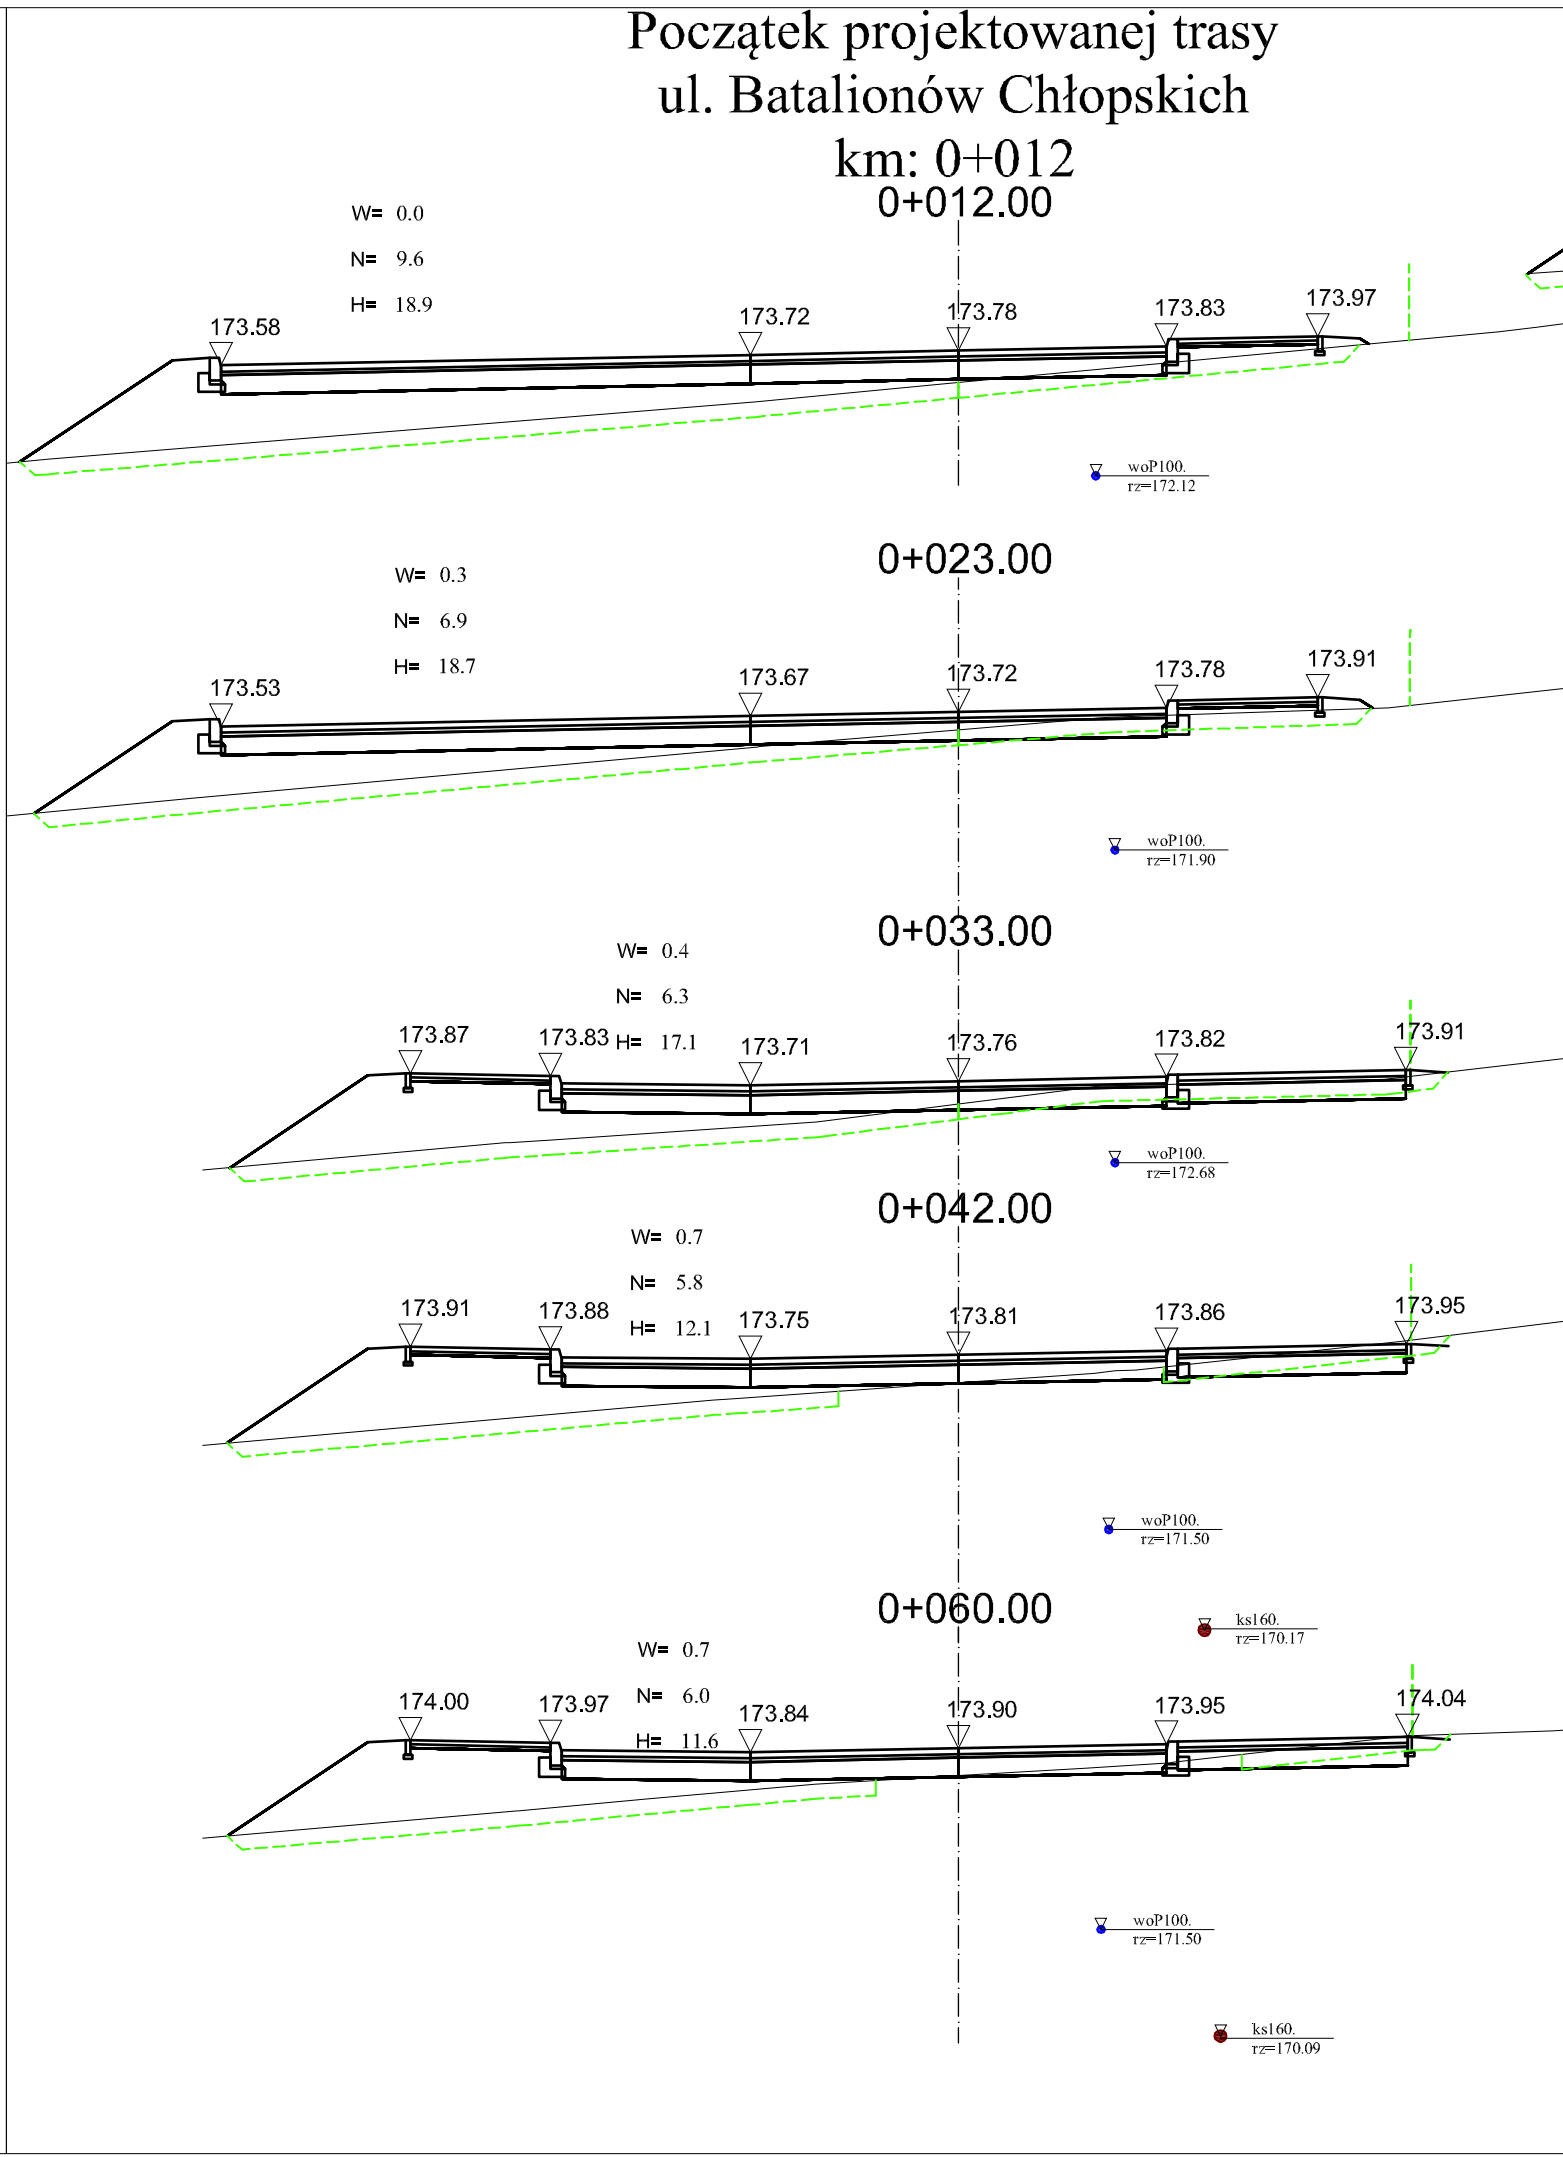 Początek projektowanej trasy
ul. Batalionów Chłopskich
km: 0+012
0+012.00
W= 0.0
N= 9.6
H= 18.9
173.58
173.72
173.78
173.83
173.97
woP100.
rz=172.12
0+023.00
W= 0.3
N= 6.9
H= 18.7
173.53
173.67
173.72
173.78
173.91
woP100.
rz=171.90
0+033.00
W= 0.4
N= 6.3
H= 17.1
173.87
173.83
173.71
173.76
173.82
173.91
woP100.
rz=172.68
0+042.00
W= 0.7
N= 5.8
H= 12.1
173.91
173.88
173.75
173.81
173.86
173.95
woP100.
rz=171.50
ks160.
rz=170.17
0+060.00
W= 0.7
N= 6.0
H= 11.6
174.00
173.97
173.84
173.90
173.95
174.04
woP100.
rz=171.50
ks160.
rz=170.09